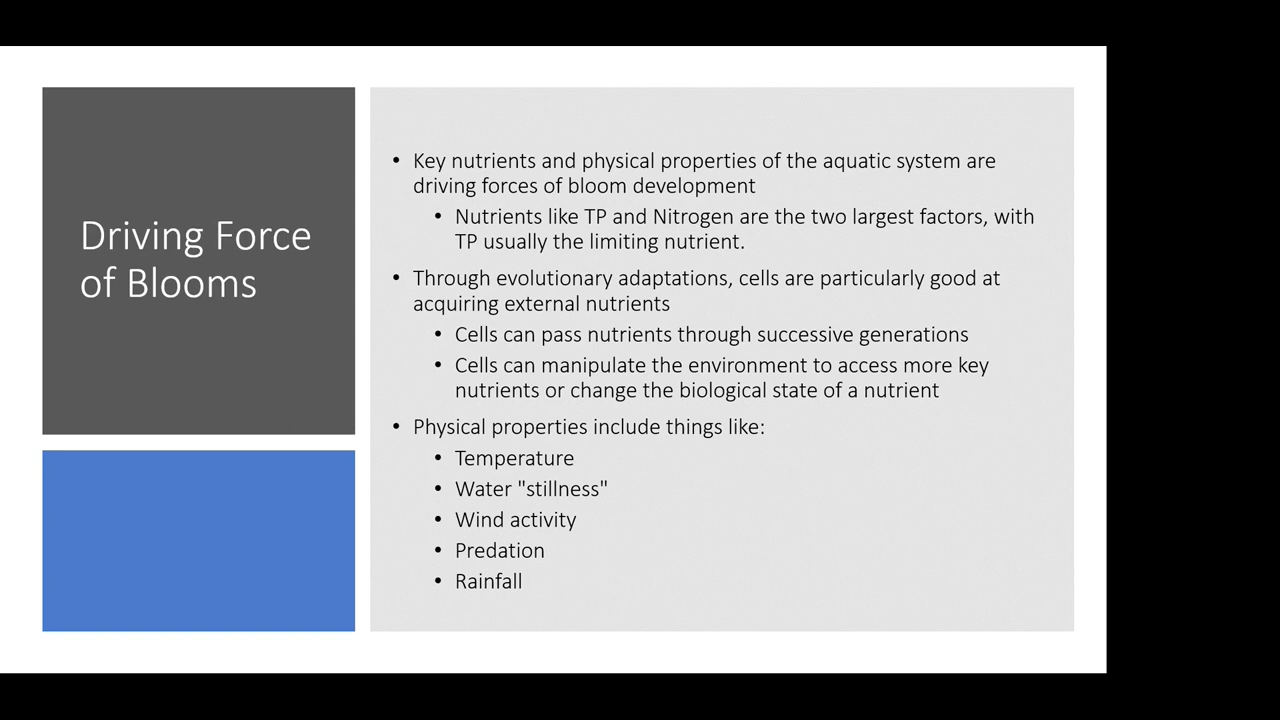 Driving Force
of Blooms
• Key nutrients and physical properties of the aquatic system are
driving forces of bloom development
• Nutrients like TP and Nitrogen are the two largest factors, with
TP usually the limiting nutrient.
• Through evolutionary adaptations, cells are particularly good at
acquiring external nutrients
• Cells can pass nutrients through successive generations
• Cells can manipulate the environment to access more key
nutrients or change the biological state of a nutrient
• Physical properties include things like:
• Temperature
• Water "stillness"
• Wind activity
• Predation
• Rainfall